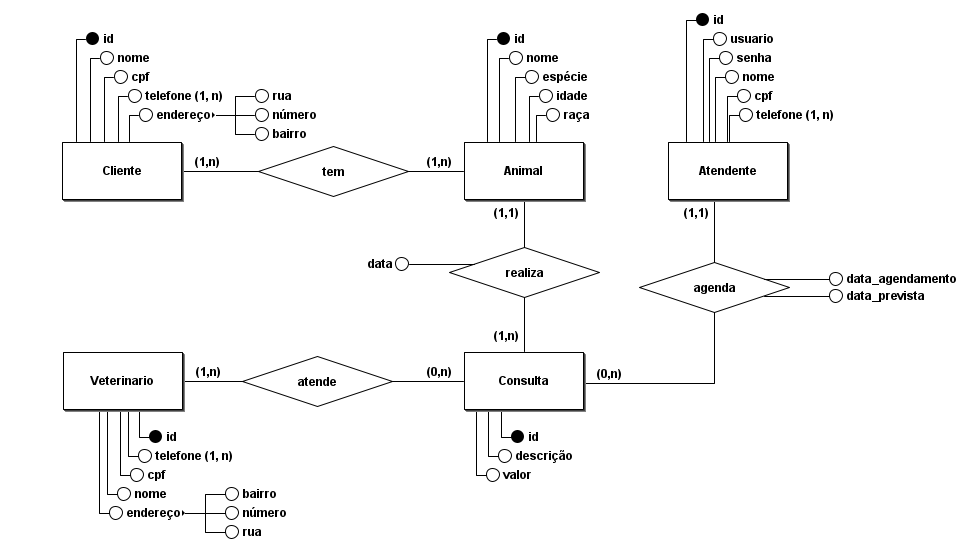 id
nome
cpf
telefone (1, n)
endereço
rua
número
bairro
Cliente
(1,n)
tem
(1,n)
id
nome
espécie
idade
raça
Animal
id
usuario
senha
nome
cpf
telefone (1, n)
Atendente
(1,1)
data
realiza
(1,n)
(1,1)
agenda
data_agendamento
data_prevista
(0,n)
Veterinario
(1,n)
atende
(0,n)
Consulta
id
telefone (1, n)
cpf
nome
endereço
bairro
número
rua
id
descrição
valor